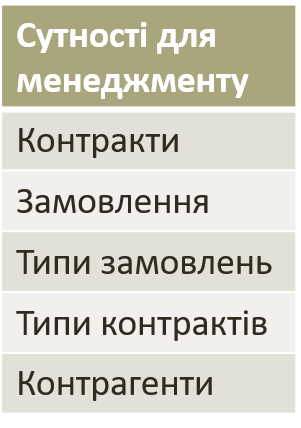 Сутності для
менеджменту
Контракти
Замовлення
Типи замовлень
Типи контрактів
Контрагенти